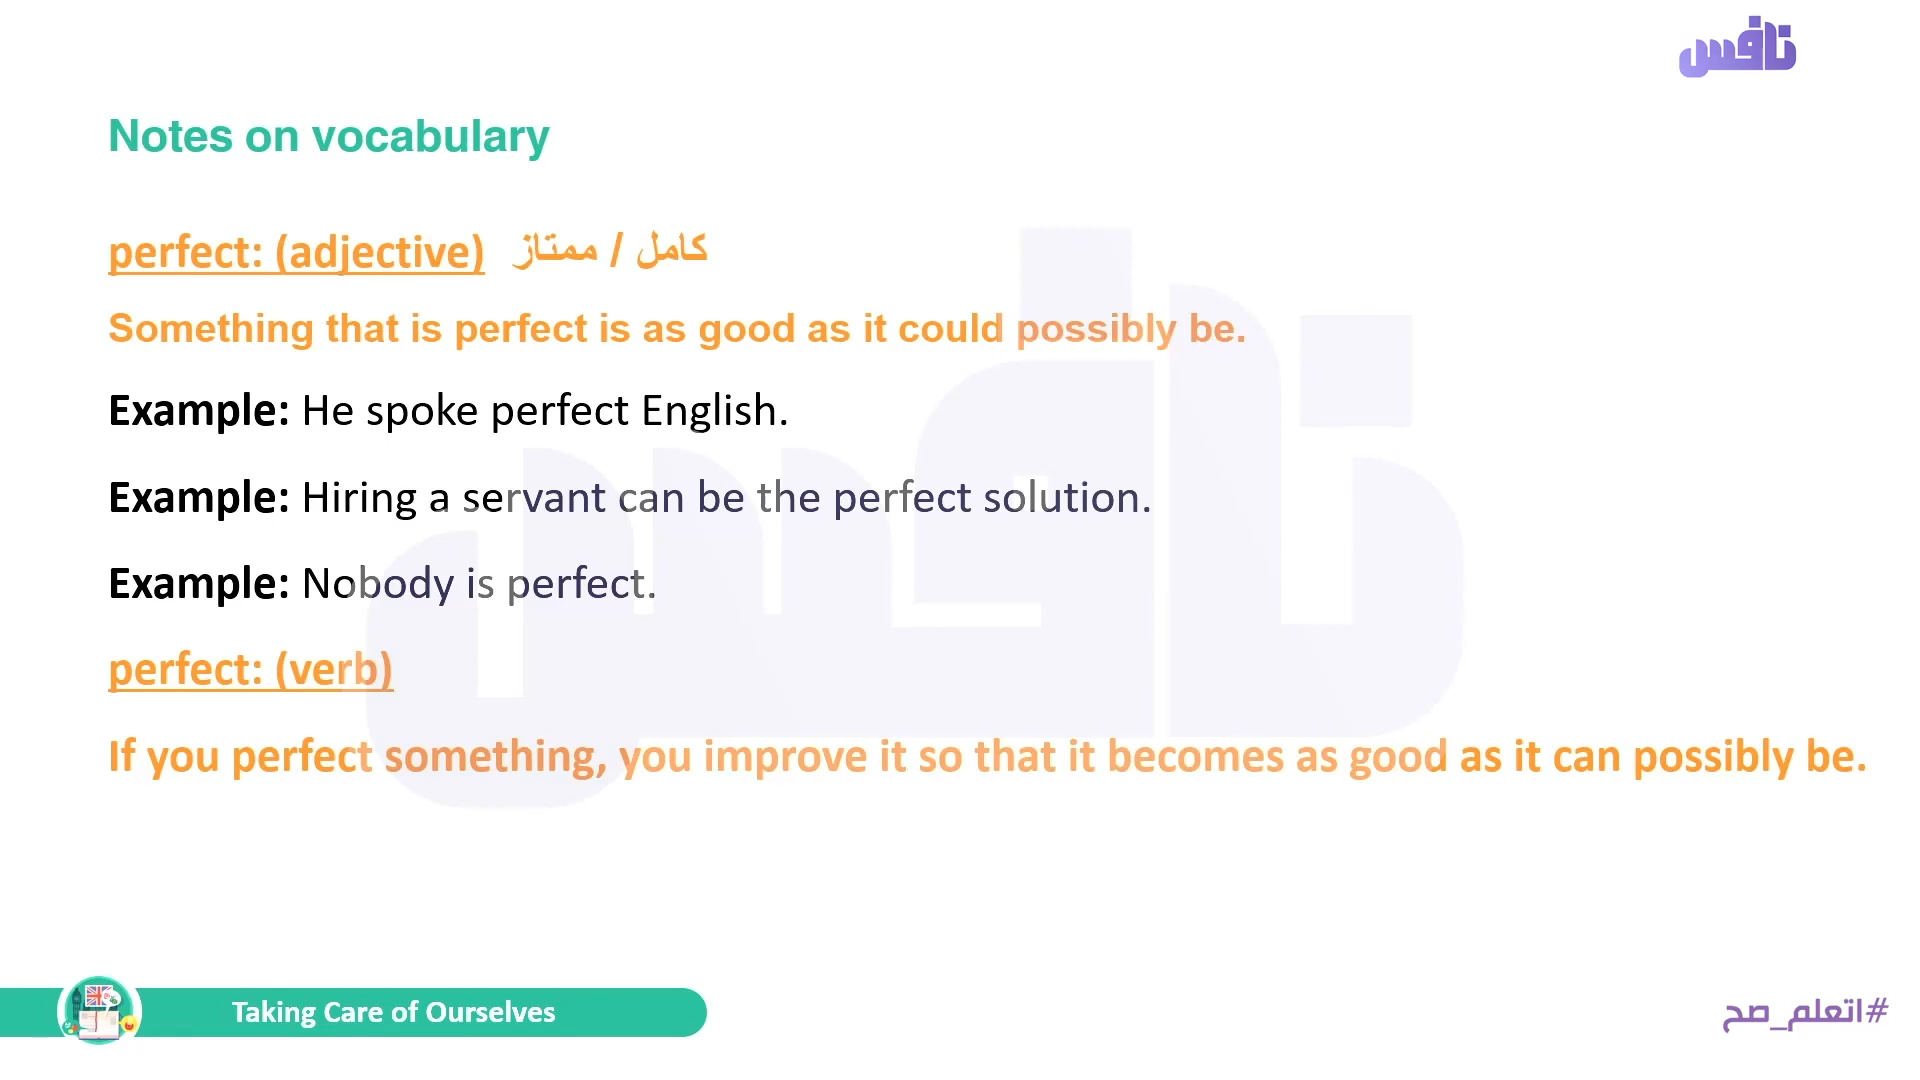 نافس
Notes on vocabulary
perfect: (adjective) كامل / ممتاز
Something that is perfect is as good as it could possibly be.
Example: He spoke perfect English.
Example: Hiring a servant can be the perfect solution.
Example: Nobody is perfect.
perfect: (verb)
If you perfect something, you improve it so that it becomes as good as it can possibly be.
نافس
Taking Care of Ourselves
#اتعلم_صح